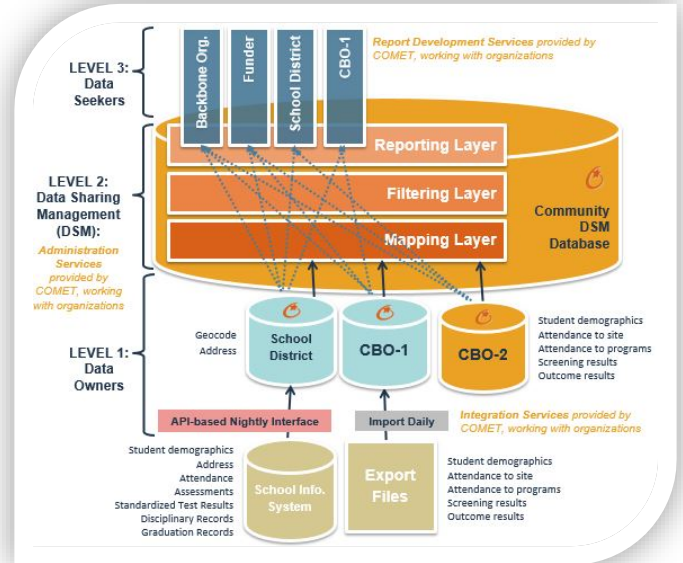 LEVEL 3:
Data
Seekers
Backbone Org.
Funder
School District
CBO-1
Report Development Services provided by
COMET, working with organizations
LEVEL 2:
Data Sharing
Management
(DSM):
Administration
Services
provided by
COMET, working
with organizations
Reporting Layer
Filtering Layer
Mapping Layer
Community
DSM
Database
LEVEL 1:
Data
Owners
Geocode
Address
School
District
CBO-1
CBO-2
Student demographics
Attendance to site
Attendance to programs
Screening results
Outcome results
API-based Nightly Interface
Import Daily
Integration Services provided by
COMET, working with organizations
Student demographics
Address
Attendance
Assessments
Standardized Test Results
Disciplinary Records
Graduation Records
School Info.
System
Export
Files
Student demographics
Attendance to site
Attendance to programs
Screening results
Outcome results